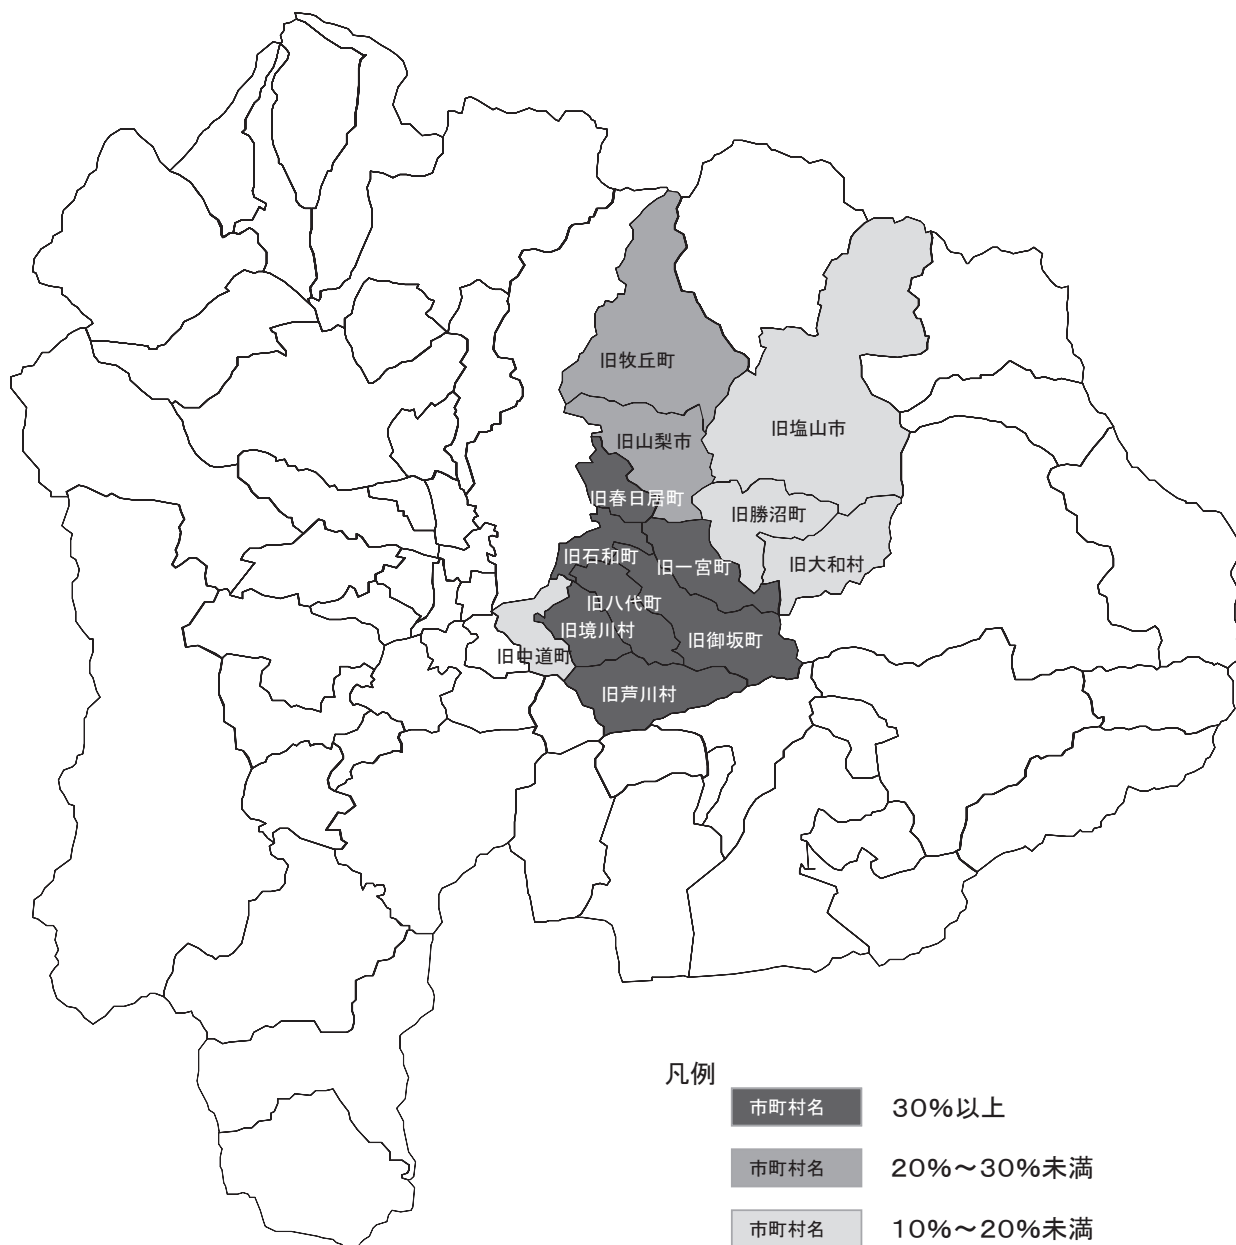 旧牧丘町
旧山梨市
旧塩山市
旧春日居町
旧勝沼町
旧石和町
旧一宮町
旧大和村
旧八代町
旧境川村
旧御坂町
旧中道町
旧芦川村
凡例
市町村名 30%以上
市町村名 20%～30%未満
市町村名 10%～20%未満